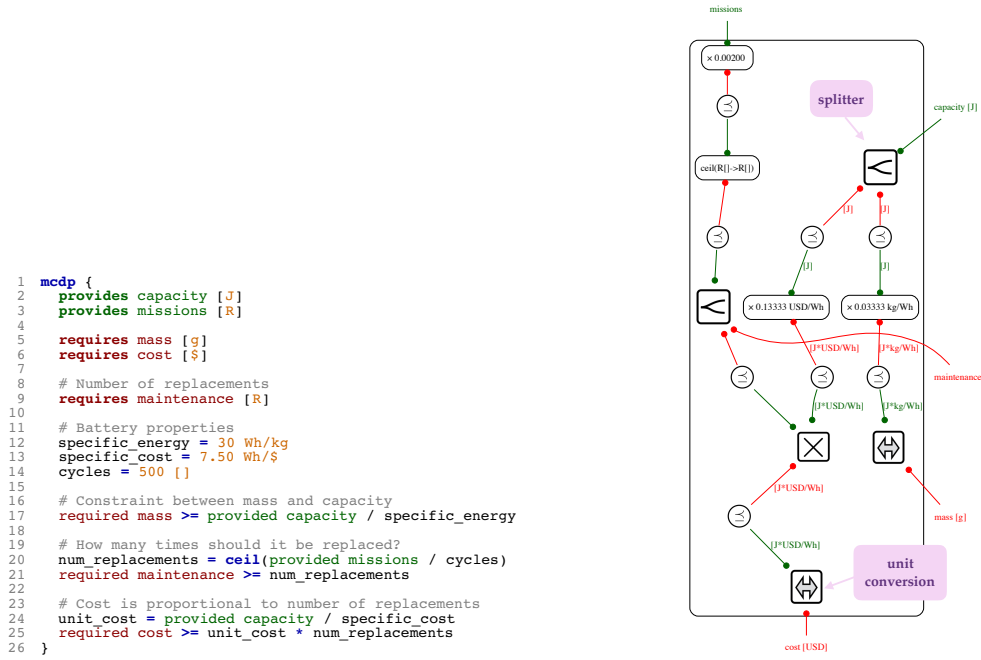 1 mcdp {
2 provides capacity [J]
3 provides missions [R]
4
5 requires mass [g]
6 requires cost [$]
7
8 # Number of replacements
9 requires maintenance [R]
10
11 # Battery properties
12 specific_energy = 30 Wh/kg
13 specific_cost = 7.50 Wh/$
14 cycles = 500 []
15
16 # Constraint between mass and capacity
17 required mass >= provided capacity / specific_energy
18
19 # How many times should it be replaced?
20 num_replacements = ceil(provided missions / cycles)
21 required maintenance >= num_replacements
22
23 # Cost is proportional to number of replacements
24 unit_cost = provided capacity / specific_cost
25 required cost >= unit_cost * num_replacements
26 }
missions
× 0.00200
splitter
capacity [J]
≼
ceil(R[]->R[])
[J]
[J]
≼
≼
≼
[J]
[J]
× 0.13333 USD/Wh
× 0.03333 kg/Wh
[J*USD/Wh]
[J*kg/Wh]
maintenance
≼
≼
≼
[J*USD/Wh]
[J*kg/Wh]
[J*USD/Wh]
mass [g]
≼
[J*USD/Wh]
unit
conversion
cost [USD]